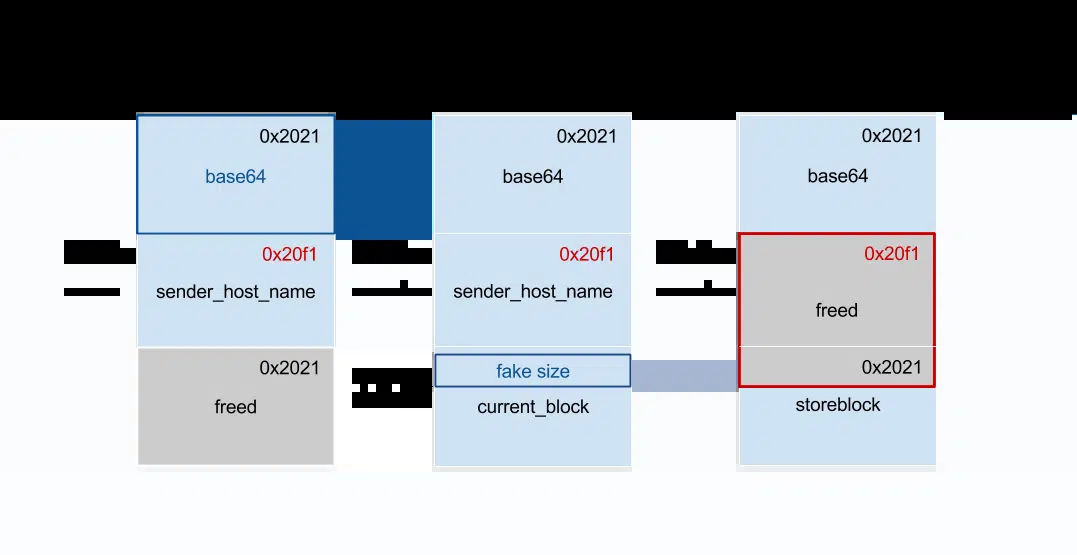 0x2021
base64
0x20f1
sender_host_name
0x2021
freed
0x2021
base64
0x20f1
sender_host_name
fake size
current_block
0x2021
base64
0x20f1
freed
0x2021
storeblock